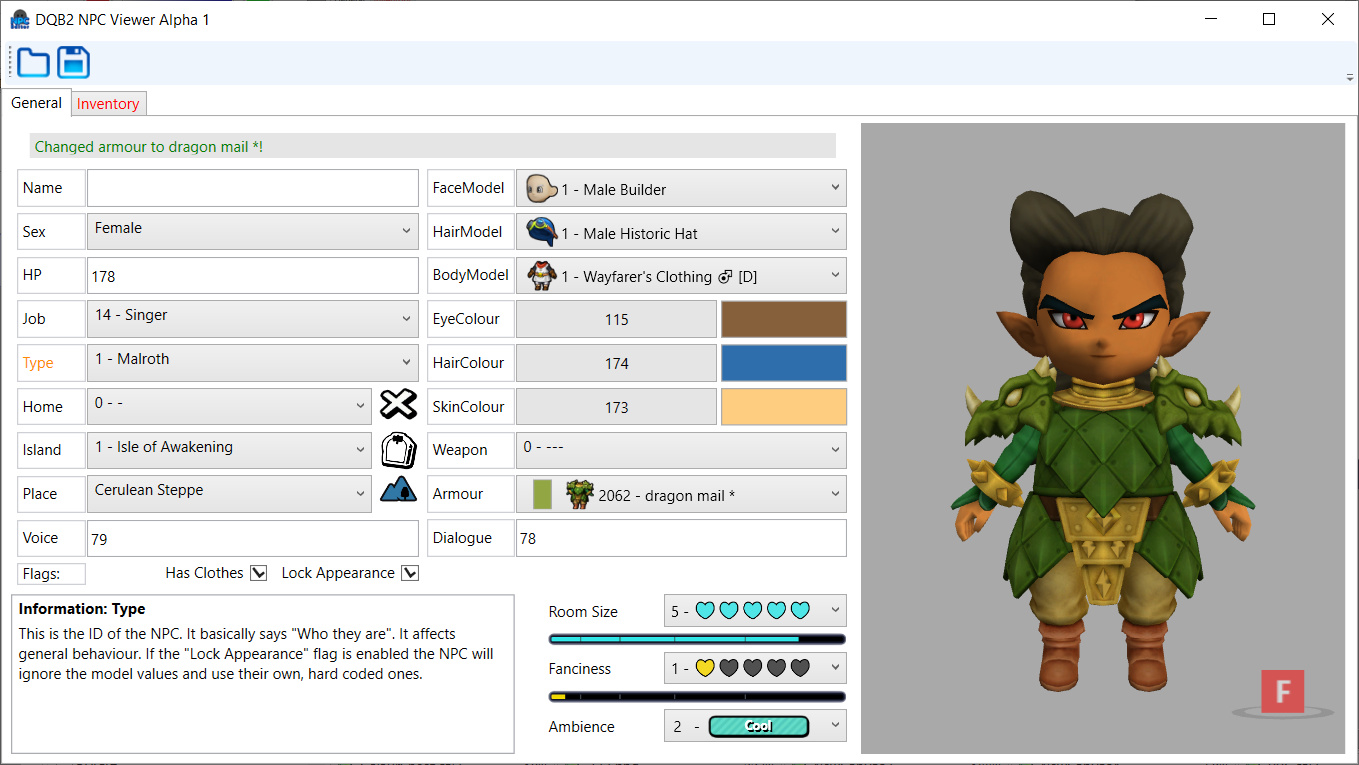 DQB2 NPC Viewer Alpha 1
General
Inventory
Changed armour to dragon mail *!
Name
FaceModel
1 - Male Builder
Sex
Female
HairModel
1 - Male Historic Hat
HP
178
BodyModel
1 - Wayfarer's Clothing ♂ [D]
Job
14 - Singer
EyeColour
115
Type
1 - Malroth
HairColour
174
Home
0 - -
SkinColour
173
Island
1 - Isle of Awakening
Weapon
0 - ---
Place
Cerulean Steppe
Armour
2062 - dragon mail *
Voice
79
Dialogue
78
Flags:
Has Clothes
Lock Appearance
Information: Type
This is the ID of the NPC. It basically says "Who they are". It affects
general behaviour. If the "Lock Appearance" flag is enabled the NPC will
ignore the model values and use their own, hard coded ones.
Room Size
5 -
Fanciness
1 -
Ambience
2 - Cool
F